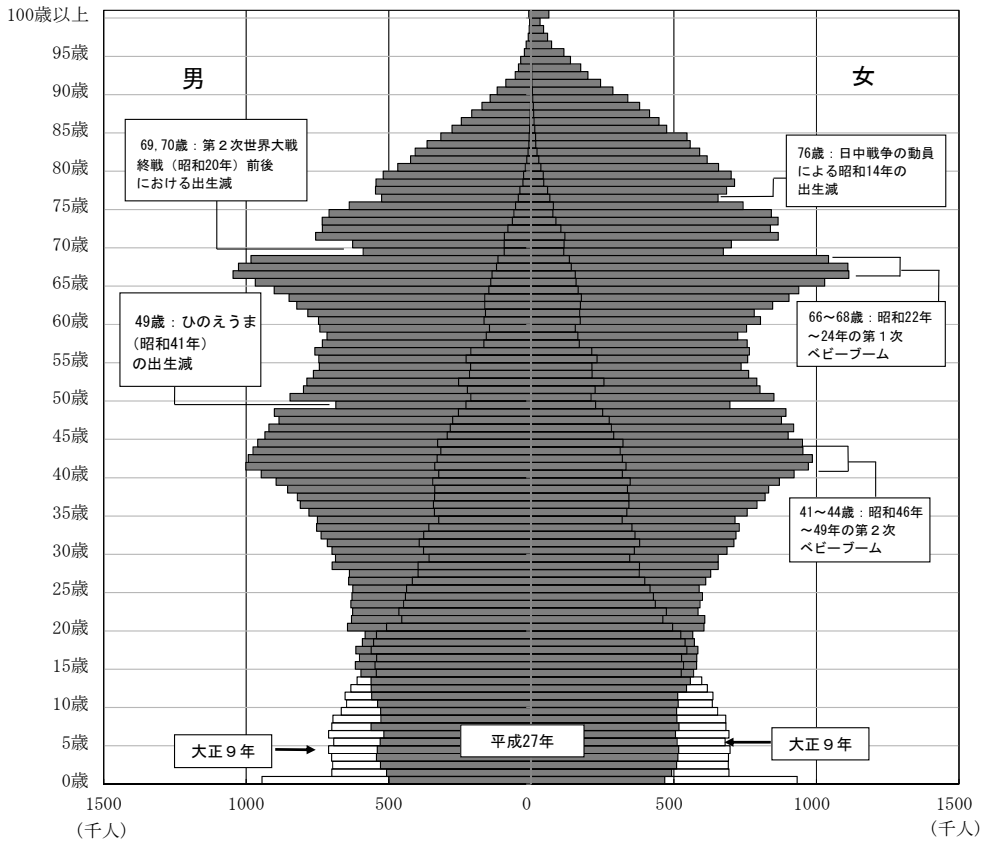 100歳以上
95歳
90歳
85歳
80歳
75歳
70歳
65歳
60歳
55歳
50歳
45歳
40歳
35歳
30歳
25歳
20歳
15歳
10歳
5歳
0歳
男
女
69,70歳：第２次世界大戦
終戦（昭和20年）前後
における出生減
76歳：日中戦争の動員
による昭和14年の
出生減
49歳：ひのえうま
（昭和41年）
の出生減
66～68歳：昭和22年
～24年の第１次
ベビーブーム
41～44歳：昭和46年
～49年の第２次
ベビーブーム
大正９年
平成27年
大正９年
1500
1000
500
0
500
1000
1500
（千人）
（千人）